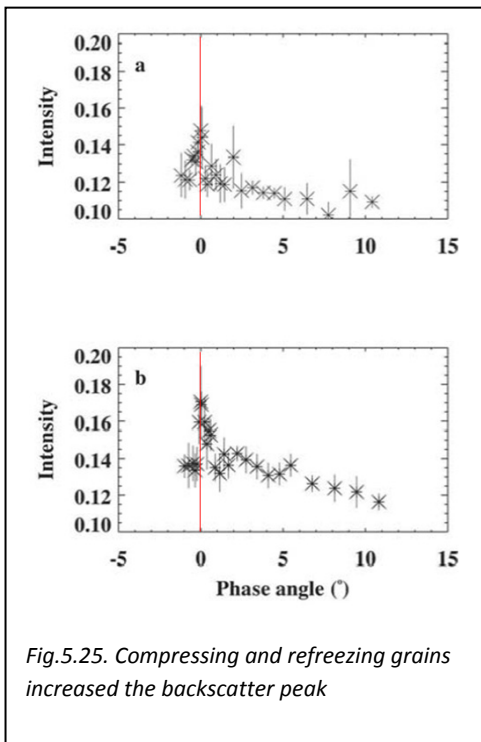 0.20
0.18
a
0.16
Intensity
0.14
0.12
0.10
-5 0 5 10 15
0.20
b
0.18
0.16
Intensity
0.14
0.12
0.10
-5 0 5 10 15
Phase angle (°)
Fig.5.25. Compressing and refreezing grains
increased the backscatter peak